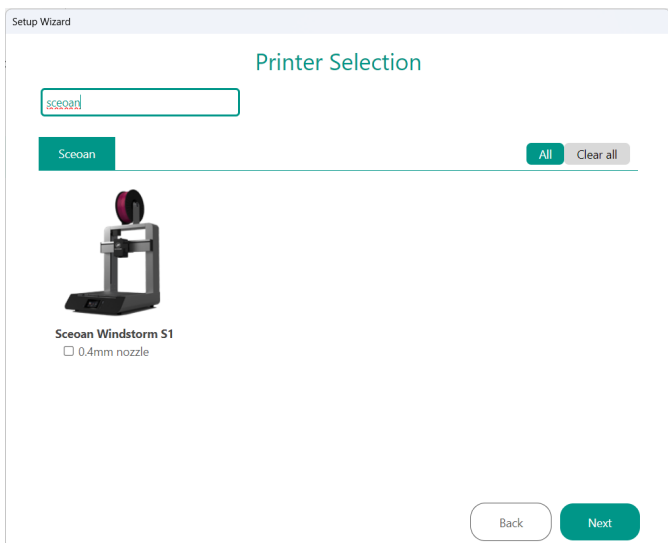 Setup Wizard
Printer Selection
sceoan
Sceoan
All Clear all
Sceoan Windstorm S1
0.4mm nozzle
Back Next